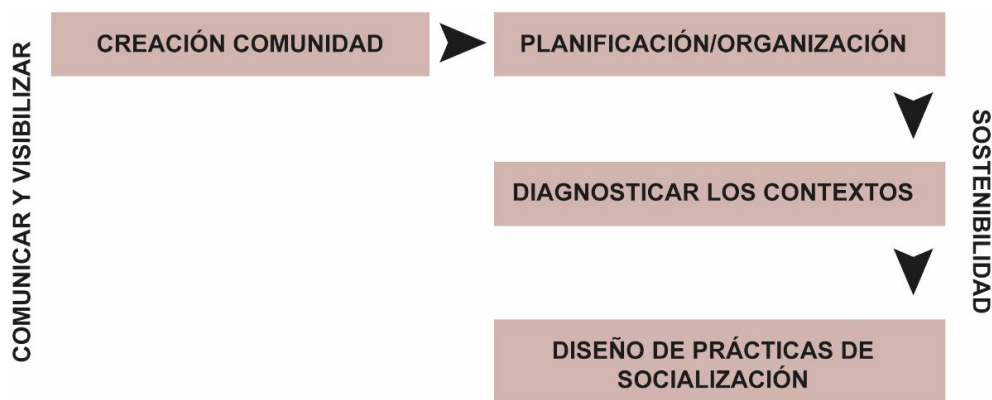 COMUNICAR Y VISIBILIZAR
CREACIÓN COMUNIDAD
PLANIFICACIÓN/ORGANIZACIÓN
DIAGNOSTICAR LOS CONTEXTOS
DISEÑO DE PRÁCTICAS DE
SOCIALIZACIÓN
SOSTENIBILIDAD